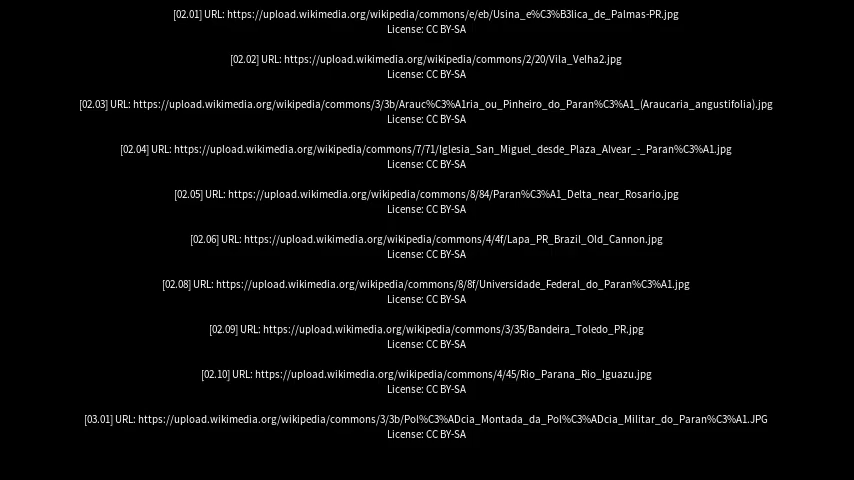 [02.01] URL: https://upload.wikimedia.org/wikipedia/commons/e/eb/Usina_e%C3%B3lica_de_Palmas-PR.jpg
License: CC BY-SA
[02.02] URL: https://upload.wikimedia.org/wikipedia/commons/2/20/Vila_Velha2.jpg
License: CC BY-SA
[02.03] URL: https://upload.wikimedia.org/wikipedia/commons/3/3b/Arauc%C3%A1ria_ou_Pinheiro_do_Paran%C3%A1_(Araucaria_angustifolia).jpg
License: CC BY-SA
[02.04] URL: https://upload.wikimedia.org/wikipedia/commons/7/71/Iglesia_San_Miguel_desde_Plaza_Alvear_-_Paran%C3%A1.jpg
License: CC BY-SA
[02.05] URL: https://upload.wikimedia.org/wikipedia/commons/8/84/Paran%C3%A1_Delta_near_Rosario.jpg
License: CC BY-SA
[02.06] URL: https://upload.wikimedia.org/wikipedia/commons/4/4f/Lapa_PR_Brazil_Old_Cannon.jpg
License: CC BY-SA
[02.08] URL: https://upload.wikimedia.org/wikipedia/commons/8/8f/Universidade_Federal_do_Paran%C3%A1.jpg
License: CC BY-SA
[02.09] URL: https://upload.wikimedia.org/wikipedia/commons/3/35/Bandeira_Toledo_PR.jpg
License: CC BY-SA
[02.10] URL: https://upload.wikimedia.org/wikipedia/commons/4/45/Rio_Parana_Rio_Iguazu.jpg
License: CC BY-SA
[03.01] URL: https://upload.wikimedia.org/wikipedia/commons/3/3b/Pol%C3%ADcia_Montada_da_Pol%C3%ADcia_Militar_do_Paran%C3%A1.JPG
License: CC BY-SA